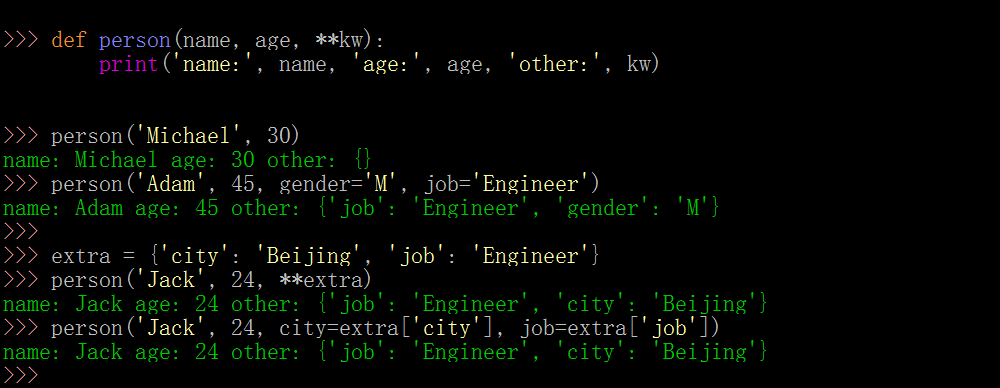 >>> def person(name, age, **kw):
        print('name:', name, 'age:', age, 'other:', kw)
>>> person('Michael', 30)
name: Michael age: 30 other: {}
>>> person('Adam', 45, gender='M', job='Engineer')
name: Adam age: 45 other: {'job': 'Engineer', 'gender': 'M'}
>>>
>>> extra = {'city': 'Beijing', 'job': 'Engineer'}
>>> person('Jack', 24, **extra)
name: Jack age: 24 other: {'job': 'Engineer', 'city': 'Beijing'}
>>> person('Jack', 24, city=extra['city'], job=extra['job'])
name: Jack age: 24 other: {'job': 'Engineer', 'city': 'Beijing'}
>>>